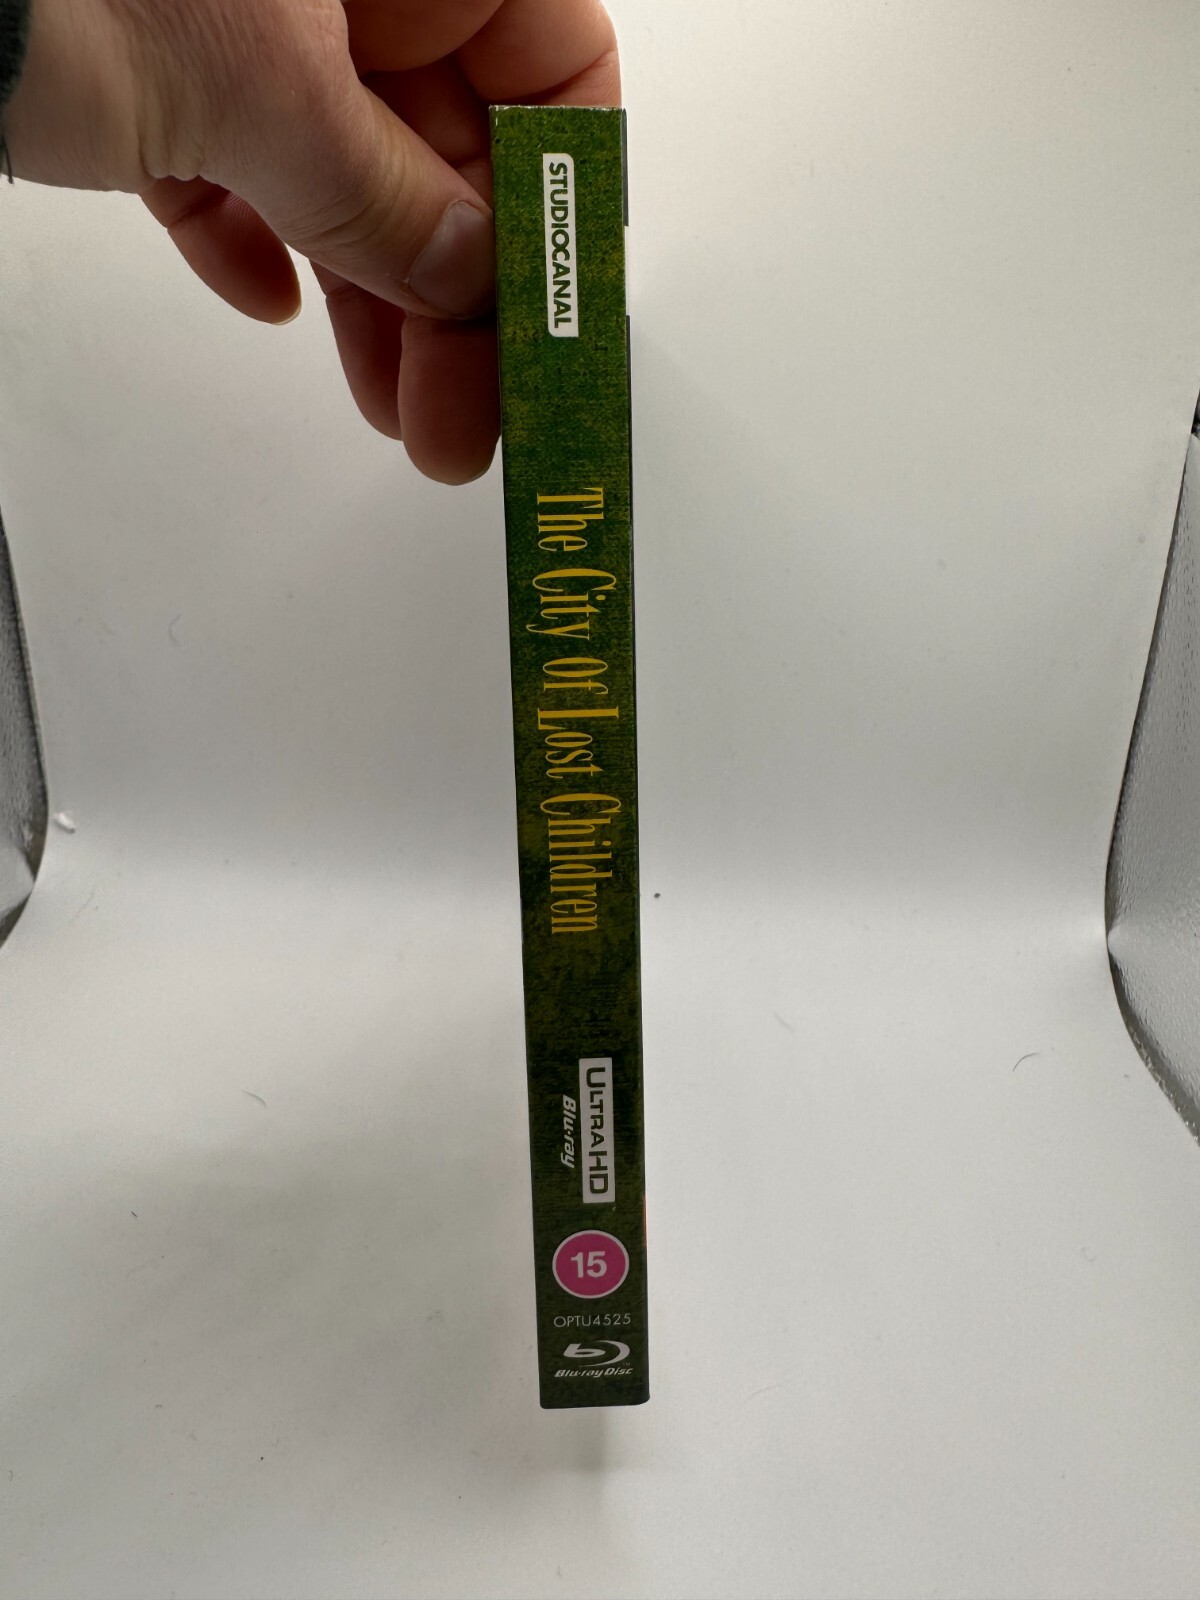 STUDIOCANAL
The City of Lost Children
ULTRA HD
Blu-ray
15
OPTU4525
Blu-ray Disc